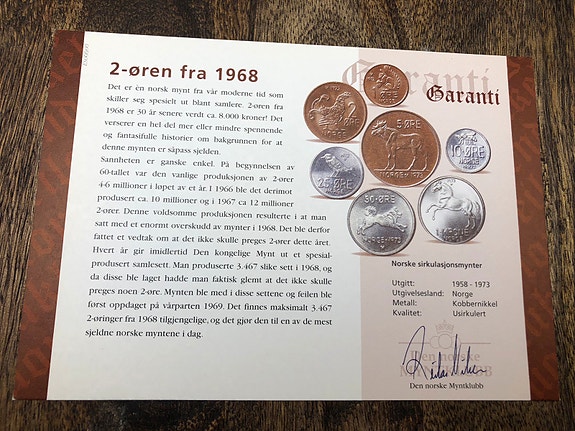 2-øren fra 1968
Det er én norsk mynt fra vår moderne tid som
skiller seg spesielt ut blant samlere. 2-øren fra
1968 er 30 år senere verdt ca. 8.000 kroner! Det
verserer en hel del mer eller mindre spennende
og fantasifulle historier om bakgrunnen for at
denne mynten er såpass sjelden.
Sannheten er ganske enkel. På begynnelsen av
60-tallet var den vanlige produksjonen av 2-ører
4-6 millioner i løpet av et år. I 1966 ble det derimot
produsert ca. 10 millioner og i 1967 ca 12 millioner
2-ører. Denne voldsomme produksjonen resulterte i at man
satt med et enormt overskudd av mynter i 1968. Det ble derfor
fattet et vedtak om at det ikke skulle preges 2-ører dette året.
Hvert år gir imidlertid Den kongelige Mynt ut et spesial-
produsert samlesett. Man produserte 3.467 slike sett i 1968, og
da disse ble laget hadde man faktisk glemt at det ikke skulle
preges noen 2-øre. Mynten ble med i disse settene og feilen ble
først oppdaget på vårparten 1969. Det finnes maksimalt 3.467
2-øringer fra 1968 tilgjengelige, og det gjør den til en av de mest
sjeldne norske myntene i dag.
Garanti
Garanti
NORGE
5·ØRE
NORGE·1973
10·ØRE
25·ØRE
50·ØRE
NORGE·1973
1 KRONE
Norske sirkulasjonsmynter
Utgitt: 1958 - 1973
Utgivelsesland: Norge
Metall: Kobbernikkel
Kvalitet: Usirkulert
Den norske
Den norske Myntklubb